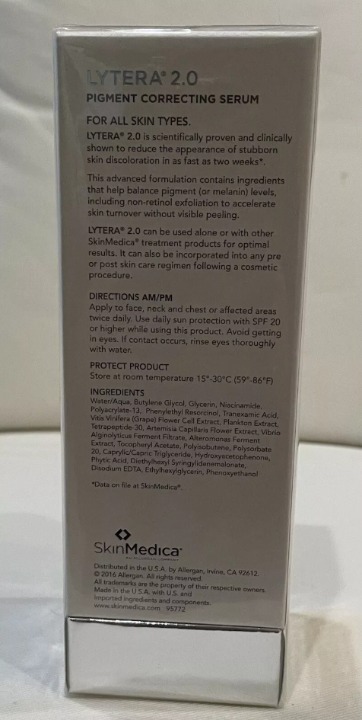 LYTERA® 2.0
PIGMENT CORRECTING SERUM
FOR ALL SKIN TYPES.
LYTERA® 2.0 is scientifically proven and clinically
shown to reduce the appearance of stubborn
skin discoloration in as fast as two weeks*.
This advanced formulation contains ingredients
that help balance pigment (or melanin) levels,
including non-retinol exfoliation to accelerate
skin turnover without visible peeling.
LYTERA® 2.0 can be used alone or with other
SkinMedica® treatment products for optimal
results. It can also be incorporated into any pre
or post skin care regimen following a cosmetic
procedure.
DIRECTIONS AM/PM
Apply to face, neck and chest or affected areas
twice daily. Use daily sun protection with SPF 20
or higher while using this product. Avoid getting
in eyes. If contact occurs, rinse eyes thoroughly
with water.
PROTECT PRODUCT
Store at room temperature 15°-30°C (59°-86°F)
INGREDIENTS
Water/Aqua, Butylene Glycol, Glycerin, Niacinamide,
Polyacrylate-13, Phenylethyl Resorcinol, Tranexamic Acid,
Vitis Vinifera (Grape) Flower Cell Extract, Plankton Extract,
Tetrapeptide-30, Artemisia Capillaris Flower Extract, Vibrio
Alginolyticus Ferment Filtrate, Alteromonas Ferment
Extract, Tocopheryl Acetate, Polyisobutene, Polysorbate
20, Caprylic/Capric Triglyceride, Hydroxyacetophenone,
Phytic Acid, Diethylhexyl Syringylidenemalonate,
Disodium EDTA, Ethylhexylglycerin, Phenoxyethanol
*Data on file at SkinMedica®.
SkinMedica®
Distributed in the U.S.A. by Allergan, Irvine, CA 92612.
© 2016 Allergan. All rights reserved.
All trademarks are the property of their respective owners.
Made in the U.S.A. with U.S. and
imported ingredients and components.
www.skinmedica.com 95272